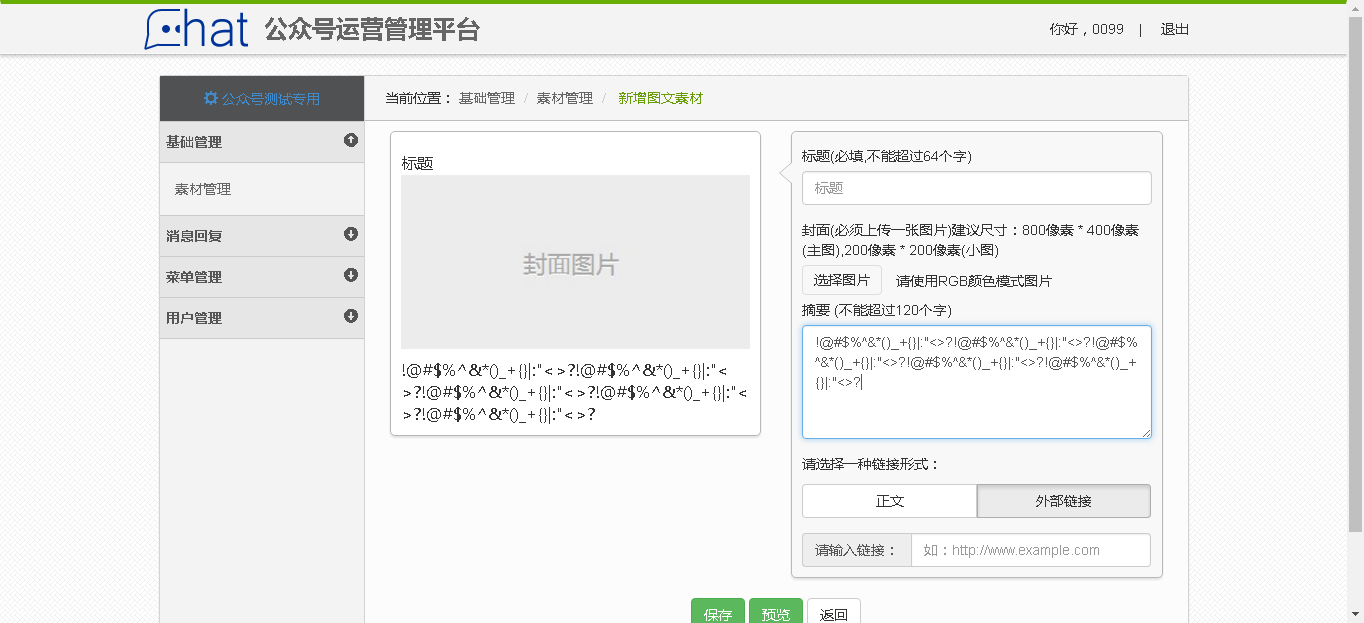 chat 公众号运营管理平台
你好，0099 | 退出
公众号测试专用
当前位置： 基础管理 / 素材管理 / 新增图文素材
基础管理
素材管理
消息回复
菜单管理
用户管理
标题
封面图片
!@#$%^&*()_+{}|:"<>?!@#$%^&*()_+{}|:"<
>?!@#$%^&*()_+{}|:"<>?!@#$%^&*()_+{}|:"<
>?!@#$%^&*()_+{}|:"<>?
标题(必填,不能超过64个字)
标题
封面(必须上传一张图片)建议尺寸：800像素 * 400像素
(主图),200像素 * 200像素(小图)
选择图片 请使用RGB颜色模式图片
摘要 (不能超过120个字)
!@#$%^&*()_+{}|:"<>?!@#$%^&*()_+{}|:"<>?!@#$%
^&*()_+{}|:"<>?!@#$%^&*()_+{}|:"<>?!@#$%^&*()_+
{}|:"<>?
请选择一种链接形式：
正文 外部链接
请输入链接： 如：http://www.example.com
保存 预览 返回